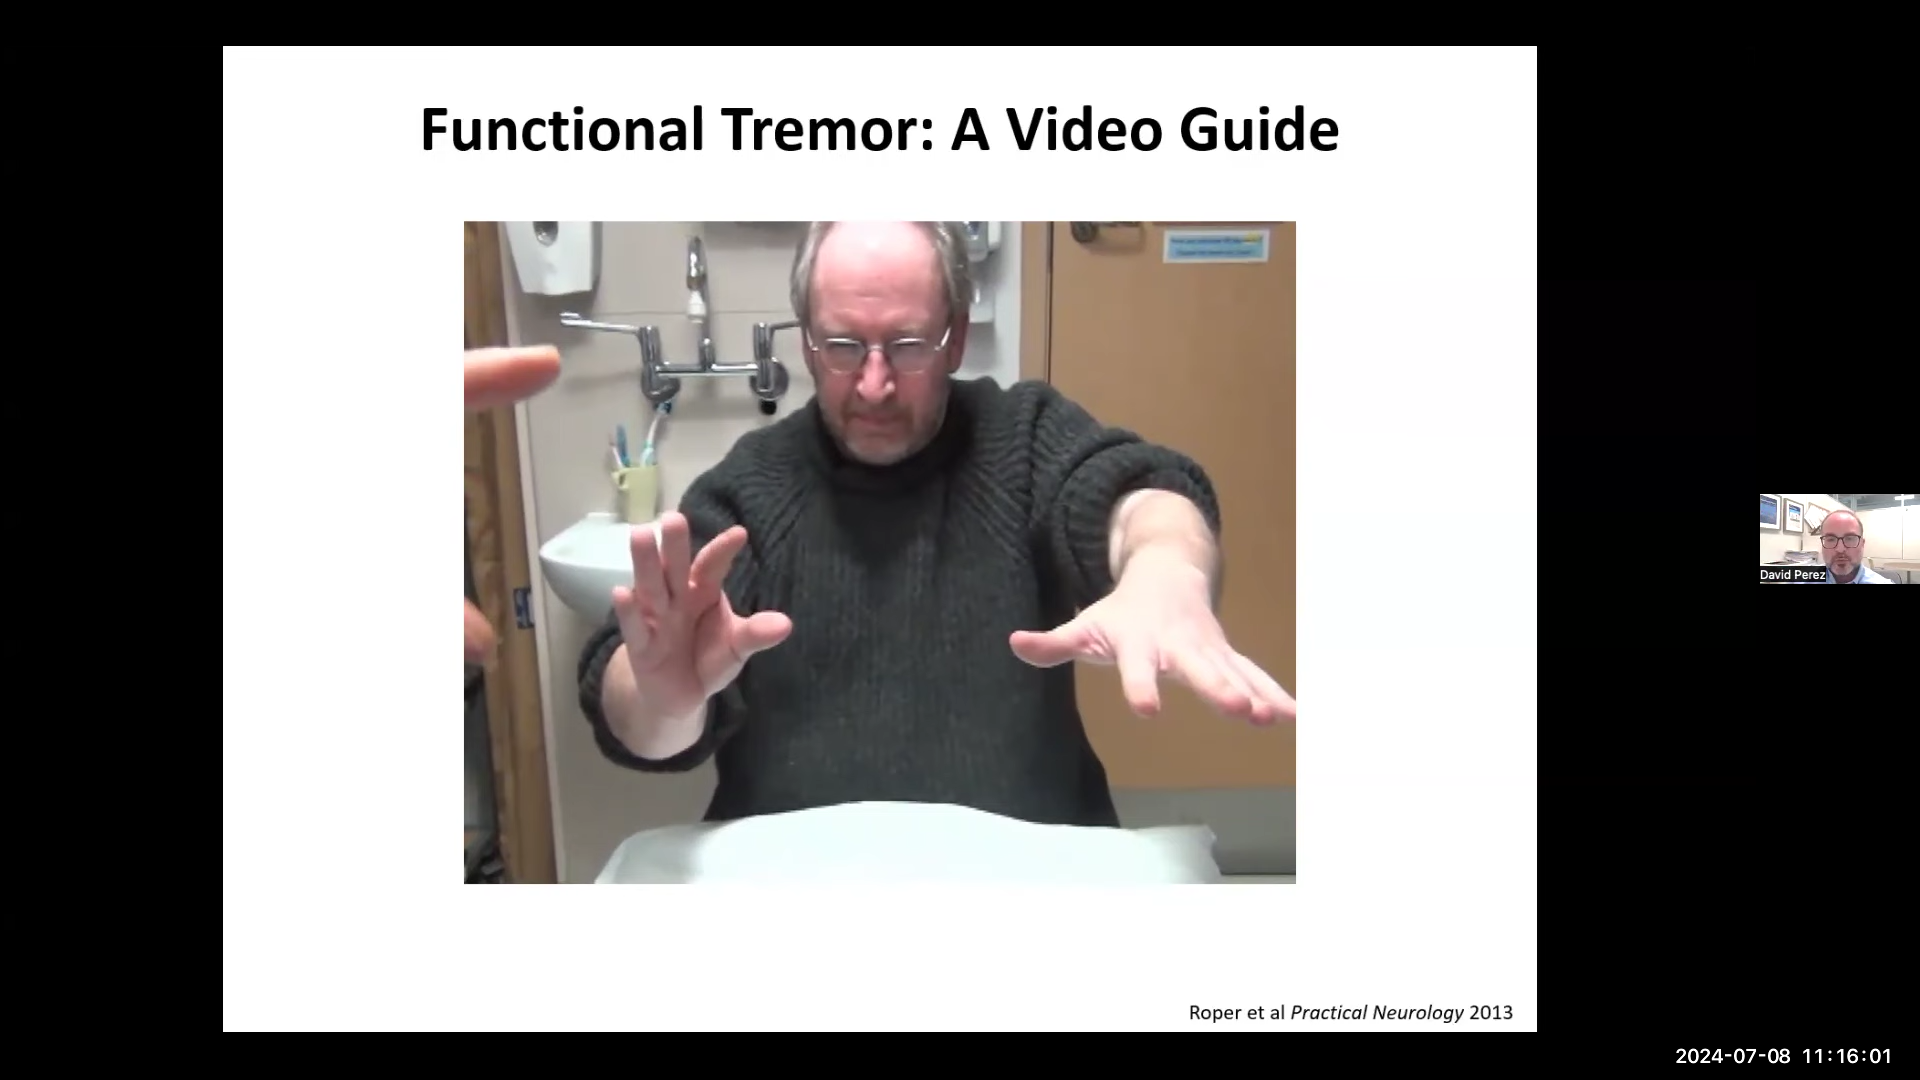 Functional Tremor: A Video Guide
David Perez
Roper et al Practical Neurology 2013
2024-07-08 11:16:01